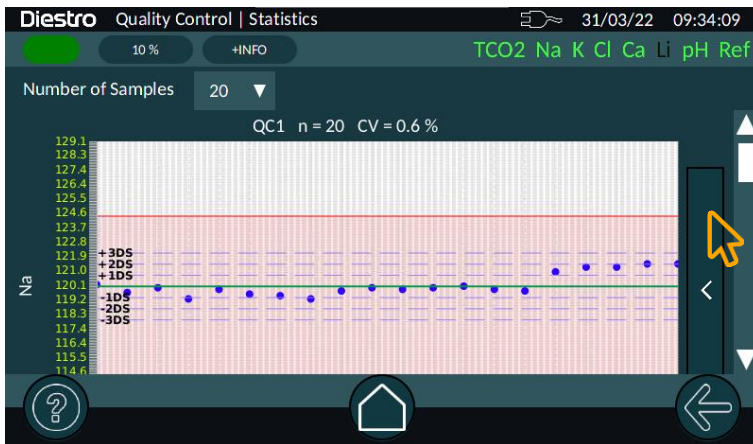 Diestro Quality Control | Statistics 31/03/22 09:34:09
10 % +INFO TCO2 Na K Cl Ca Li pH Ref
Number of Samples 20 ▼
QC1 n = 20 CV = 0.6 %
129.1
128.3
127.4
126.4
125.5
124.6
123.7
122.8
121.9 +3DS
+2DS
121.0 +1DS
120.1
Na
119.2 -1DS
118.3 -2DS
117.4 -3DS
116.4
115.5
114.6
<
?